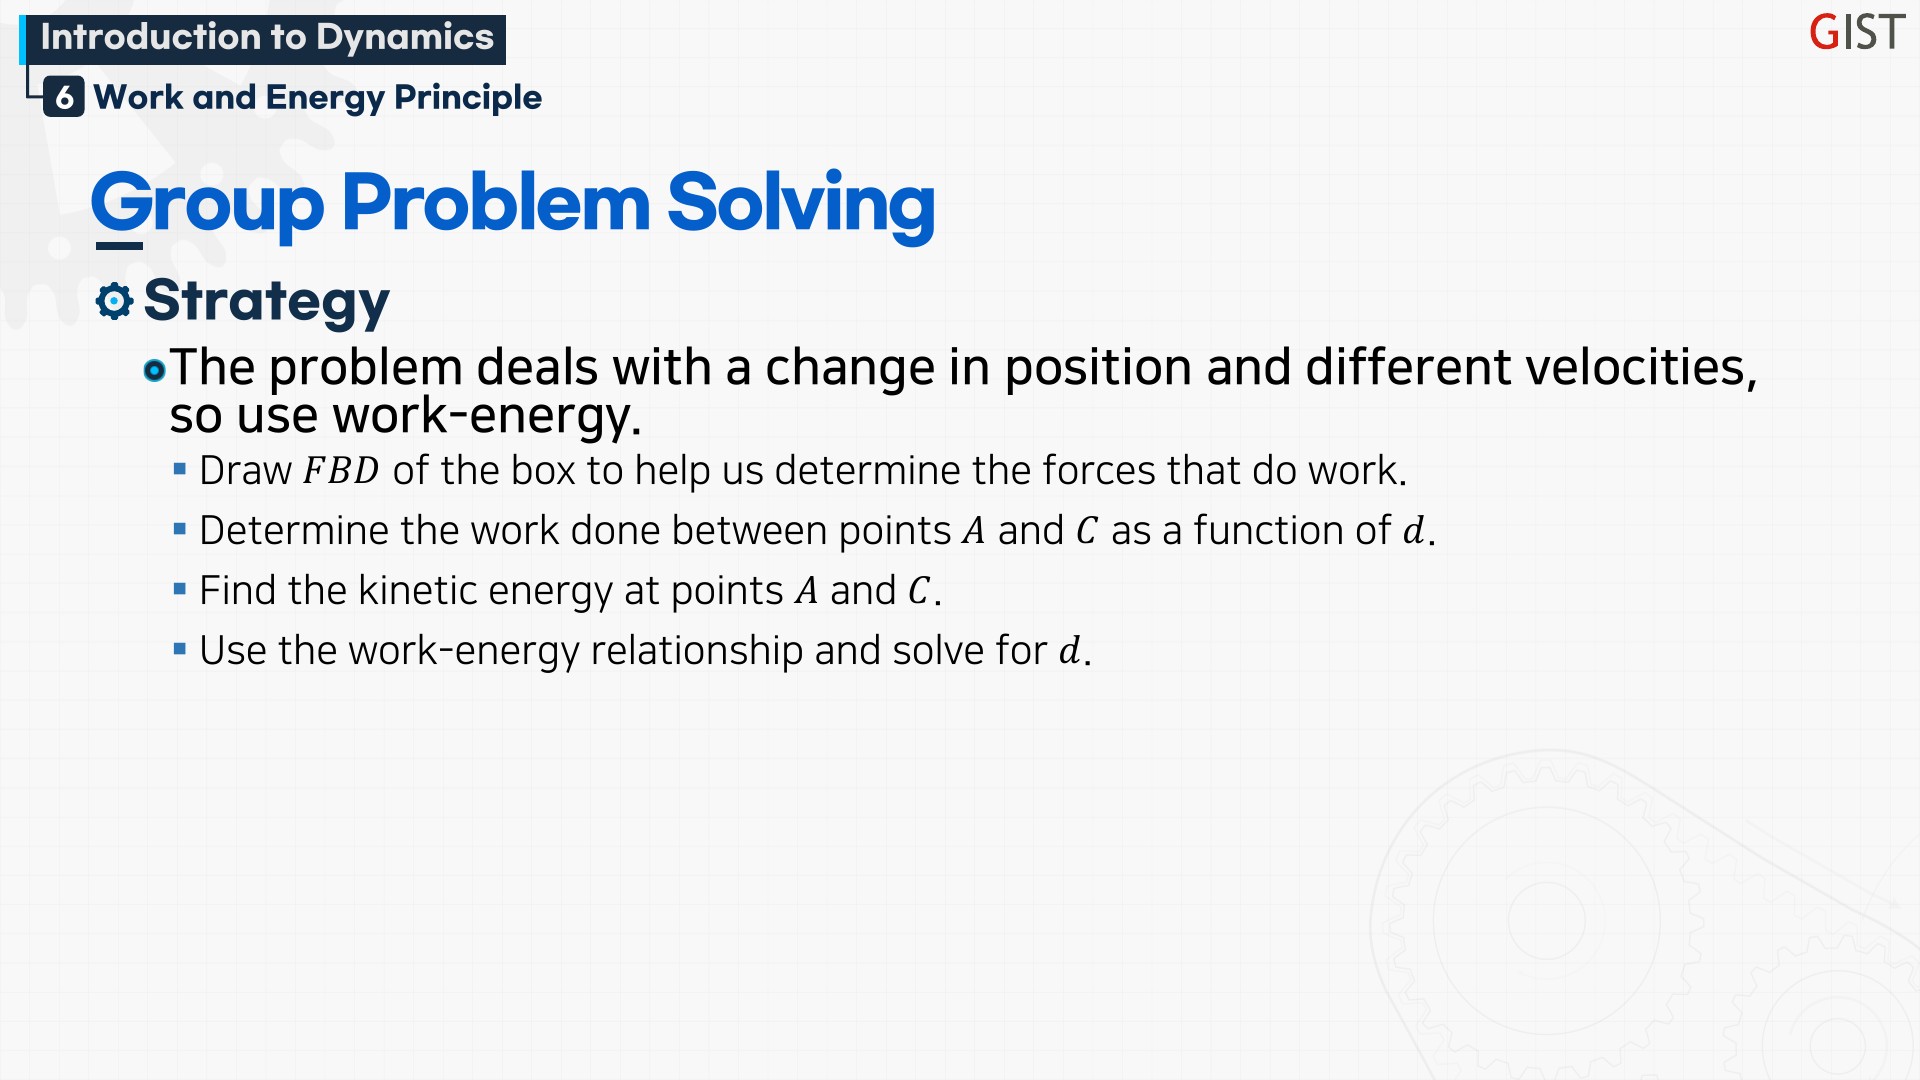 Introduction to Dynamics
GIST
6 Work and Energy Principle
Group Problem Solving
Strategy
The problem deals with a change in position and different velocities,
so use work-energy.
Draw FBD of the box to help us determine the forces that do work.
Determine the work done between points A and C as a function of d.
Find the kinetic energy at points A and C.
Use the work-energy relationship and solve for d.